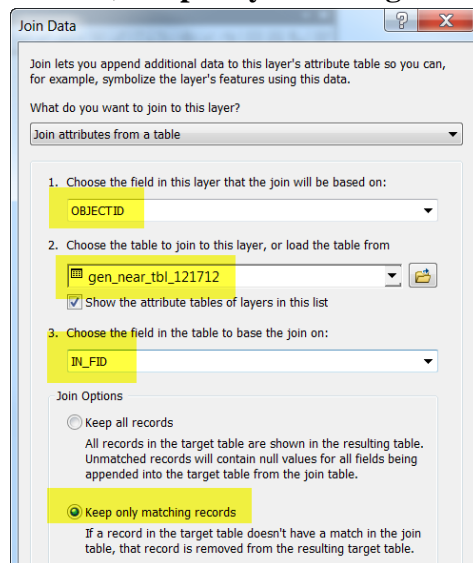 Join Data
Join lets you append additional data to this layer's attribute table so you can,
for example, symbolize the layer's features using this data.
What do you want to join to this layer?
Join attributes from a table
1. Choose the field in this layer that the join will be based on:
OBJECTID
2. Choose the table to join to this layer, or load the table from
gen_near_tbl_121712
Show the attribute tables of layers in this list
3. Choose the field in the table to base the join on:
IN_FID
Join Options
Keep all records
All records in the target table are shown in the resulting table.
Unmatched records will contain null values for all fields being
appended into the target table from the join table.
Keep only matching records
If a record in the target table doesn't have a match in the join
table, that record is removed from the resulting target table.